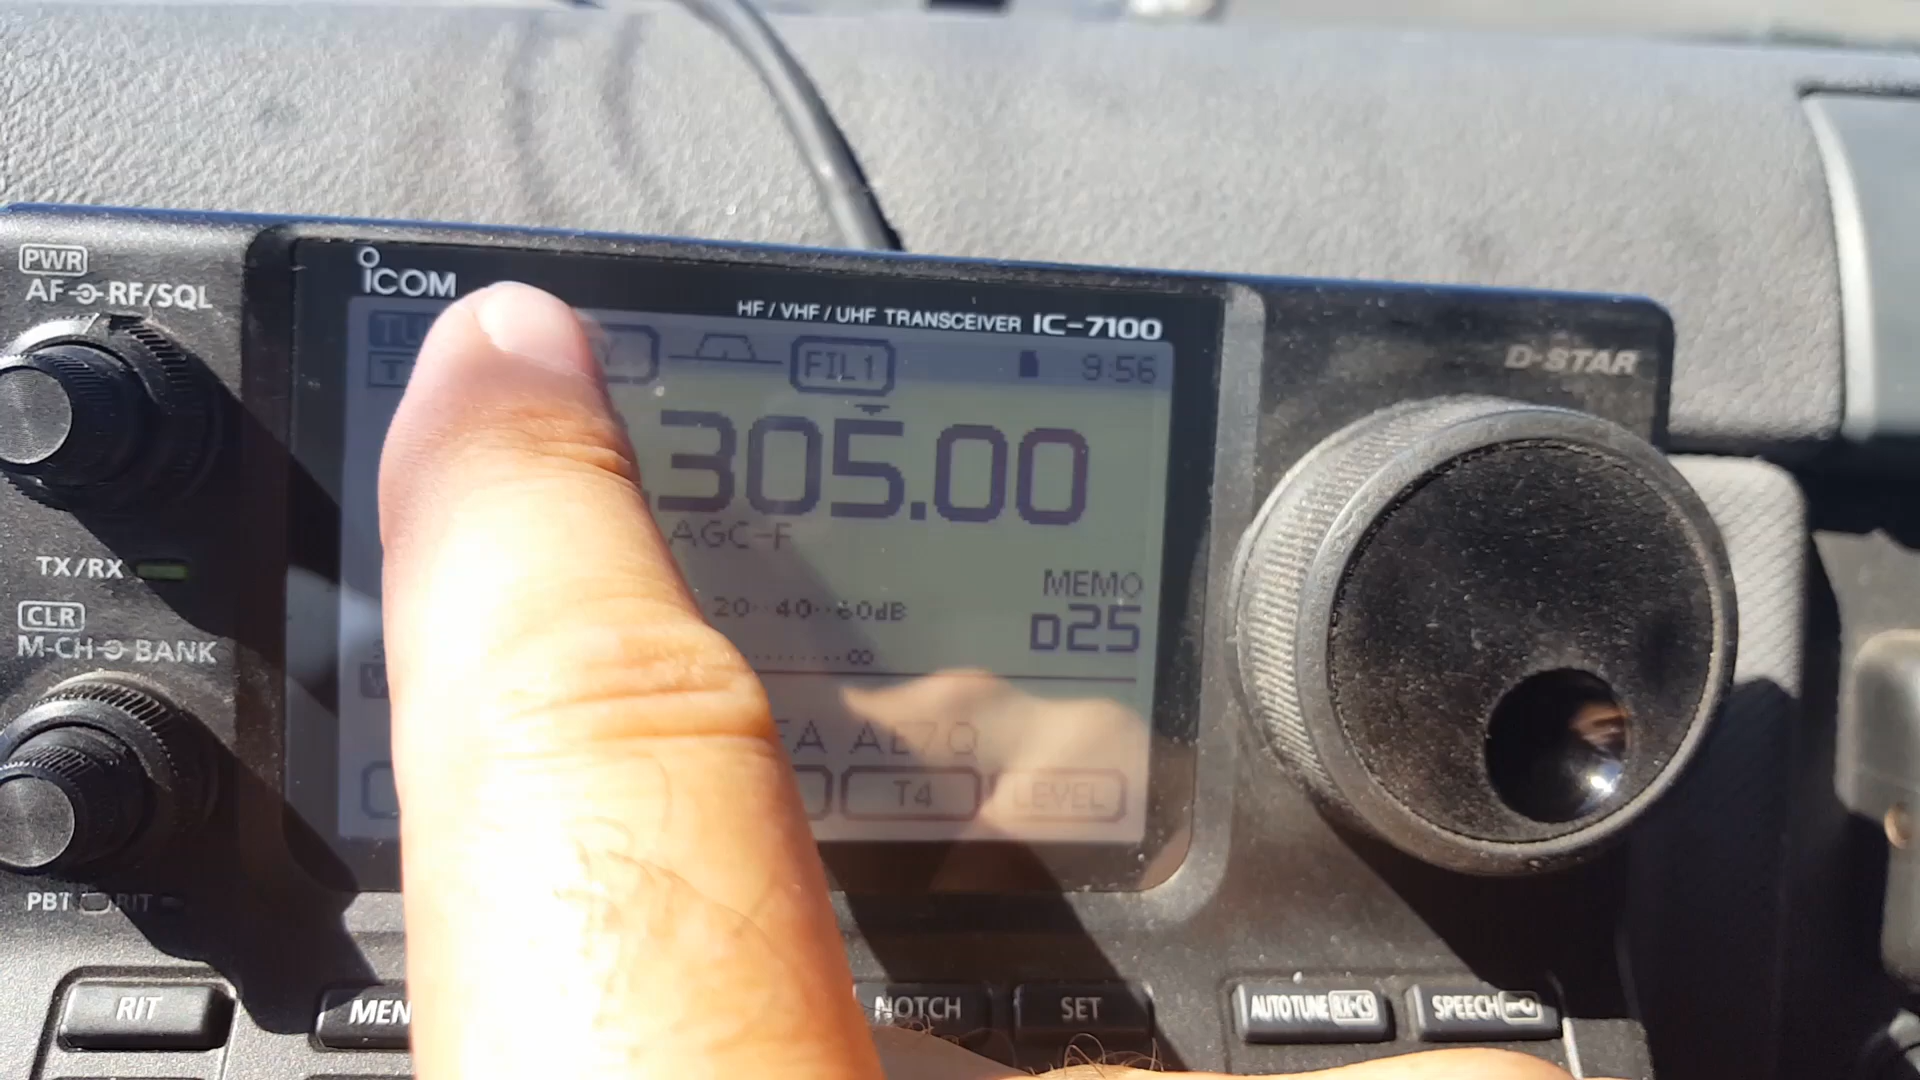 PWR
AF RF/SQL
ICOM
HF / VHF / UHF TRANSCEIVER IC-7100
D-STAR
FIL1 9:56
.305.00
AGC-F
TX/RX
20··40··60dB
MEMO
025
CLR
M-CH BANK
AE7Q
T4 LEVEL
PBT RIT
RIT
NOTCH
SET
AUTOTUNE RX-CS
SPEECH